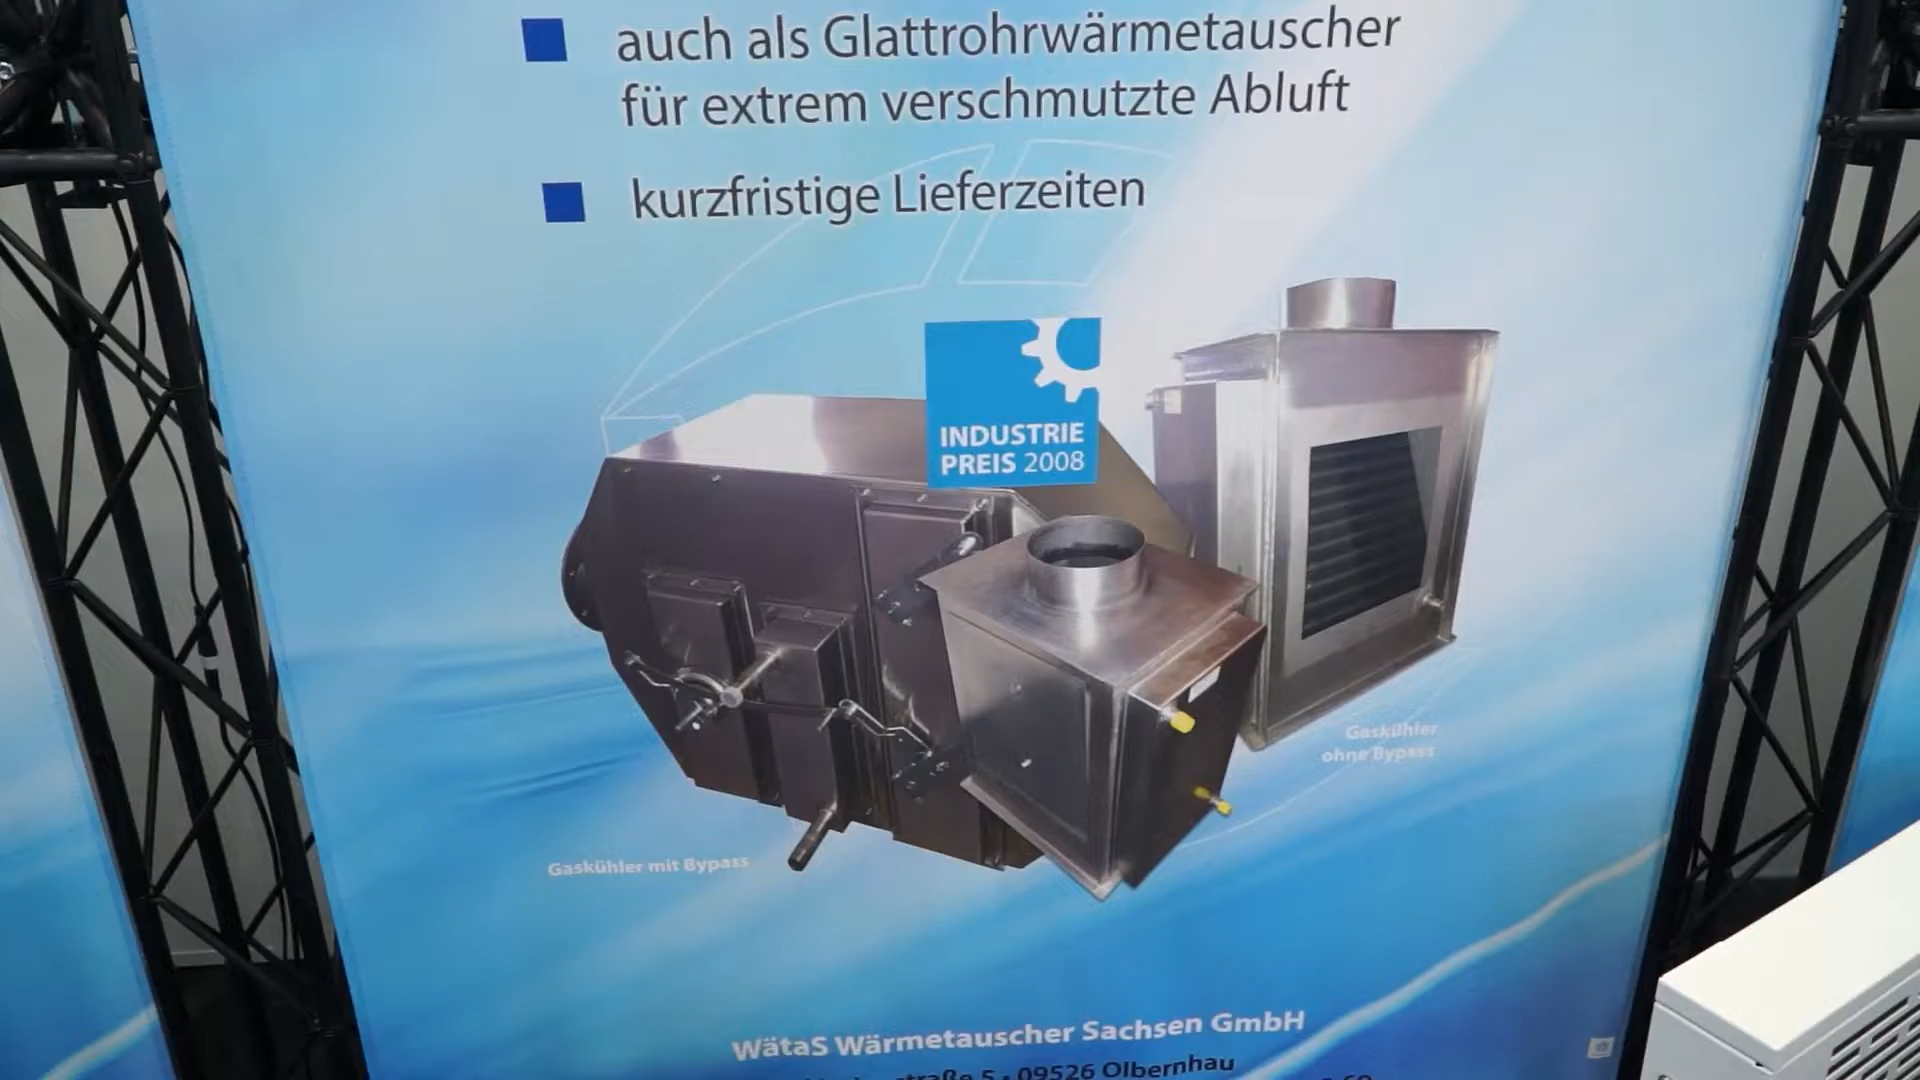 auch als Glattrohrwärmetauscher
für extrem verschmutzte Abluft
kurzfristige Lieferzeiten
INDUSTRIE
PREIS 2008
Gaskühler
ohne Bypass
Gaskühler mit Bypass
WätaS Wärmetauscher Sachsen GmbH
5 · 09526 Olbernhau